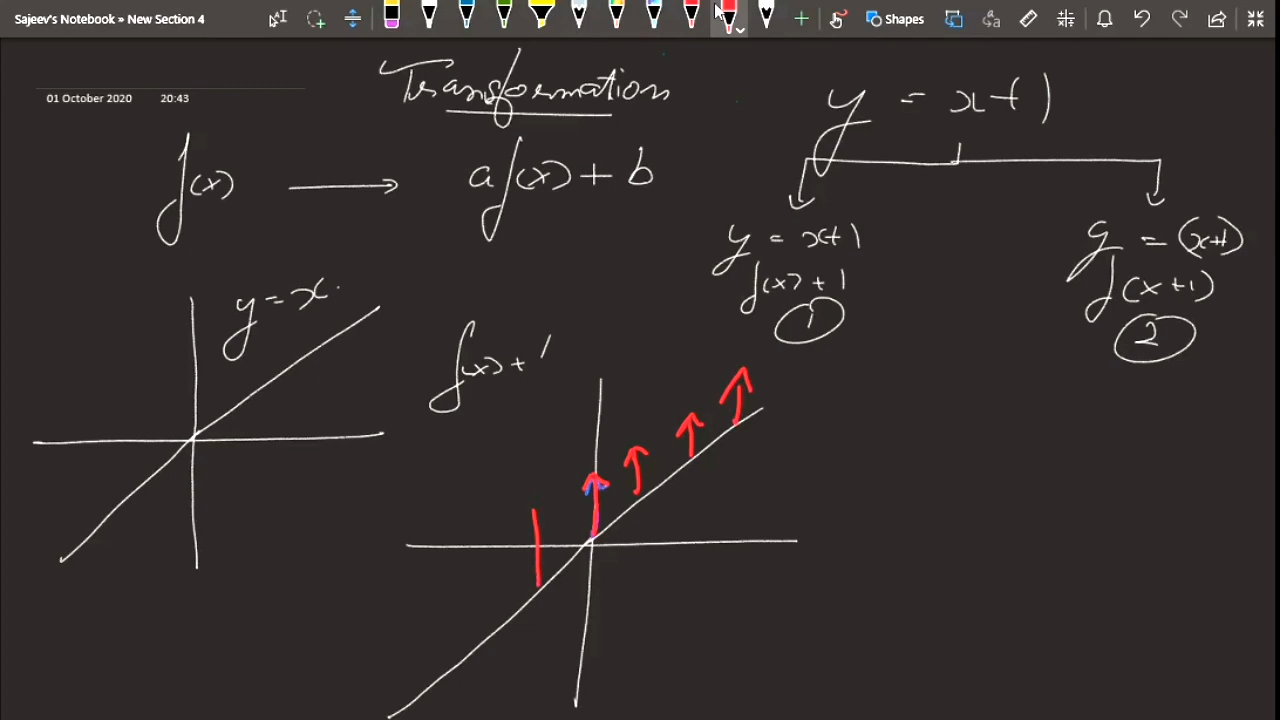 Sajeev's Notebook » New Section 4
Shapes
Transformation
01 October 2020 20:43
f(x) → a f(x) + b
y = x+1
y = x+1
f(x) + 1
①
y = (x+1)
f(x+1)
②
y = x
f(x) + 1